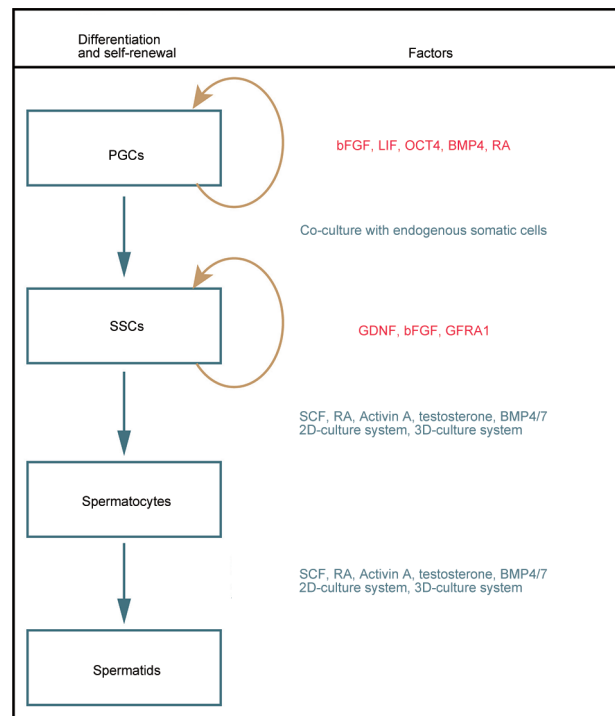 Differentiation
and self-renewal
Factors
PGCs
bFGF, LIF, OCT4, BMP4, RA
Co-culture with endogenous somatic cells
SSCs
GDNF, bFGF, GFRA1
SCF, RA, Activin A, testosterone, BMP4/7
2D-culture system, 3D-culture system
Spermatocytes
SCF, RA, Activin A, testosterone, BMP4/7
2D-culture system, 3D-culture system
Spermatids